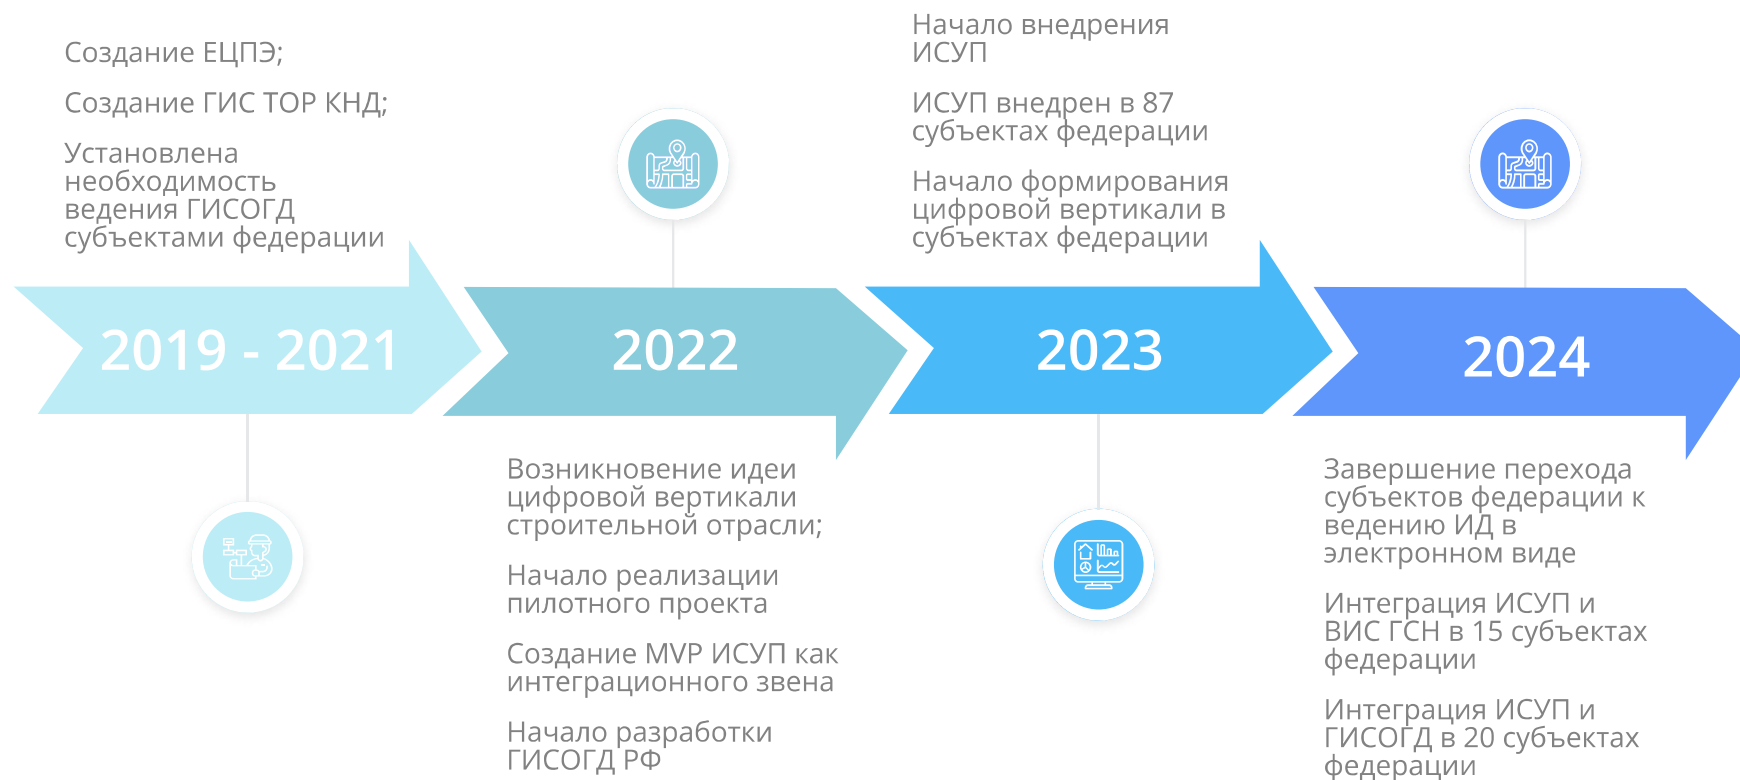 Создание ЕЦПЭ;
Создание ГИС ТОР КНД;
Установлена
необходимость
ведения ГИСОГД
субъектами федерации
2019 - 2021
2022
Возникновение идеи
цифровой вертикали
строительной отрасли;
Начало реализации
пилотного проекта
Создание MVP ИСУП как
интеграционного звена
Начало разработки
ГИСОГД РФ
Начало внедрения
ИСУП
ИСУП внедрен в 87
субъектах федерации
Начало формирования
цифровой вертикали в
субъектах федерации
2023
2024
Завершение перехода
субъектов федерации к
ведению ИД в
электронном виде
Интеграция ИСУП и
ВИС ГСН в 15 субъектах
федерации
Интеграция ИСУП и
ГИСОГД в 20 субъектах
федерации